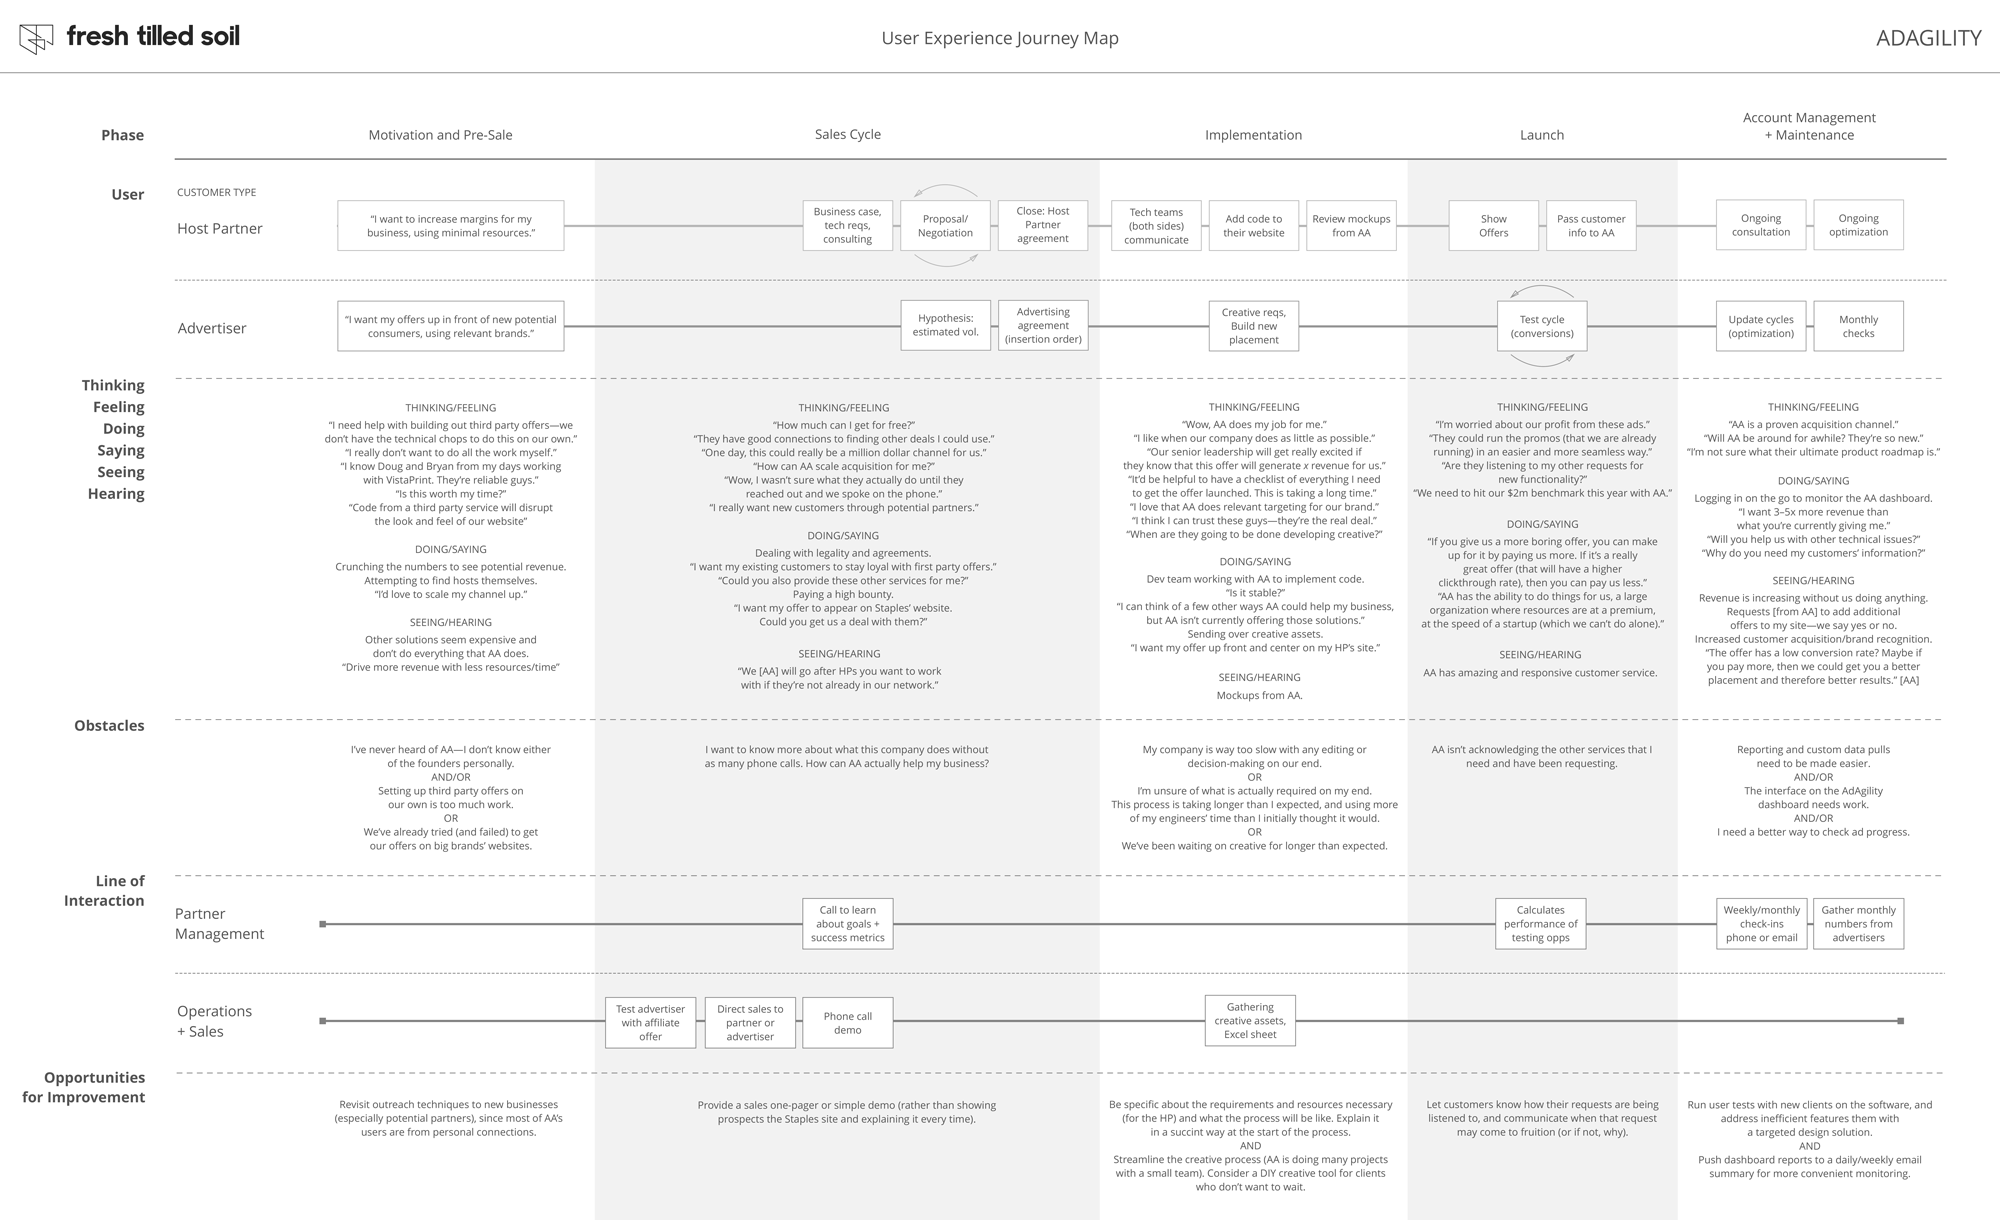 fresh tilled soil
User Experience Journey Map
ADAGILITY
Phase
Motivation and Pre-Sale
Sales Cycle
Implementation
Launch
Account Management
+ Maintenance
User
CUSTOMER TYPE
Host Partner
“I want to increase margins for my
business, using minimal resources.”
Business case,
tech reqs,
consulting
Proposal/
Negotiation
Close: Host
Partner
agreement
Tech teams
(both sides)
communicate
Add code to
their website
Review mockups
from AA
Show
Offers
Pass customer
info to AA
Ongoing
consultation
Ongoing
optimization
Advertiser
“I want my offers up in front of new potential
consumers, using relevant brands.”
Hypothesis:
estimated vol.
Advertising
agreement
(insertion order)
Creative reqs,
Build new
placement
Test cycle
(conversions)
Update cycles
(optimization)
Monthly
checks
Thinking
Feeling
Doing
Saying
Seeing
Hearing
THINKING/FEELING
“I need help with building out third party offers—we
don’t have the technical chops to do this on our own.”
“I really don’t want to do all the work myself.”
“I know Doug and Bryan from my days working
with VistaPrint. They’re reliable guys.”
“Is this worth my time?”
“Code from a third party service will disrupt
the look and feel of our website”
DOING/SAYING
Crunching the numbers to see potential revenue.
Attempting to find hosts themselves.
“I’d love to scale my channel up.”
SEEING/HEARING
Other solutions seem expensive and
don’t do everything that AA does.
“Drive more revenue with less resources/time”
THINKING/FEELING
“How much can I get for free?”
“They have good connections to finding other deals I could use.”
“One day, this could really be a million dollar channel for us.”
“How can AA scale acquisition for me?”
“Wow, I wasn’t sure what they actually do until they
reached out and we spoke on the phone.”
“I really want new customers through potential partners.”
DOING/SAYING
Dealing with legality and agreements.
“I want my existing customers to stay loyal with first party offers.”
“Could you also provide these other services for me?”
Paying a high bounty.
“I want my offer to appear on Staples’ website.
Could you get us a deal with them?”
SEEING/HEARING
“We [AA] will go after HPs you want to work
with if they’re not already in our network.”
THINKING/FEELING
“Wow, AA does my job for me.”
“I like when our company does as little as possible.”
“Our senior leadership will get really excited if
they know that this offer will generate x revenue for us.”
“It’d be helpful to have a checklist of everything I need
to get the offer launched. This is taking a long time.”
“I love that AA does relevant targeting for our brand.”
“I think I can trust these guys—they’re the real deal.”
“When are they going to be done developing creative?”
DOING/SAYING
Dev team working with AA to implement code.
“Is it stable?”
“I can think of a few other ways AA could help my business,
but AA isn’t currently offering those solutions.”
Sending over creative assets.
“I want my offer up front and center on my HP’s site.”
SEEING/HEARING
Mockups from AA.
THINKING/FEELING
“I’m worried about our profit from these ads.”
“They could run the promos (that we are already
running) in an easier and more seamless way.”
“Are they listening to my other requests for
new functionality?”
“We need to hit our $2m benchmark this year with AA.”
DOING/SAYING
“If you give us a more boring offer, you can make
up for it by paying us more. If it’s a really
great offer (that will have a higher
clickthrough rate), then you can pay us less.”
“AA has the ability to do things for us, a large
organization where resources are at a premium,
at the speed of a startup (which we can’t do alone).”
SEEING/HEARING
AA has amazing and responsive customer service.
THINKING/FEELING
“AA is a proven acquisition channel.”
“Will AA be around for awhile? They’re so new.”
“I’m not sure what their ultimate product roadmap is.”
DOING/SAYING
Logging in on the go to monitor the AA dashboard.
“I want 3–5x more revenue than
what you’re currently giving me.”
“Will you help us with other technical issues?”
“Why do you need my customers’ information?”
SEEING/HEARING
Revenue is increasing without us doing anything.
Requests [from AA] to add additional
offers to my site—we say yes or no.
Increased customer acquisition/brand recognition.
“The offer has a low conversion rate? Maybe if
you pay more, then we could get you a better
placement and therefore better results.” [AA]
Obstacles
I’ve never heard of AA—I don’t know either
of the founders personally.
AND/OR
Setting up third party offers on
our own is too much work.
OR
We’ve already tried (and failed) to get
our offers on big brands’ websites.
I want to know more about what this company does without
as many phone calls. How can AA actually help my business?
My company is way too slow with any editing or
decision-making on our end.
OR
I’m unsure of what is actually required on my end.
This process is taking longer than I expected, and using more
of my engineers’ time than I initially thought it would.
OR
We’ve been waiting on creative for longer than expected.
AA isn’t acknowledging the other services that I
need and have been requesting.
Reporting and custom data pulls
need to be made easier.
AND/OR
The interface on the AdAgility
dashboard needs work.
AND/OR
I need a better way to check ad progress.
Line of
Interaction
Partner
Management
Call to learn
about goals +
success metrics
Calculates
performance of
testing opps
Weekly/monthly
check-ins
phone or email
Gather monthly
numbers from
advertisers
Operations
+ Sales
Test advertiser
with affiliate
offer
Direct sales to
partner or
advertiser
Phone call
demo
Gathering
creative assets,
Excel sheet
Opportunities
for Improvement
Revisit outreach techniques to new businesses
(especially potential partners), since most of AA’s
users are from personal connections.
Provide a sales one-pager or simple demo (rather than showing
prospects the Staples site and explaining it every time).
Be specific about the requirements and resources necessary
(for the HP) and what the process will be like. Explain it
in a succint way at the start of the process.
AND
Streamline the creative process (AA is doing many projects
with a small team). Consider a DIY creative tool for clients
who don’t want to wait.
Let customers know how their requests are being
listened to, and communicate when that request
may come to fruition (or if not, why).
Run user tests with new clients on the software, and
address inefficient features them with
a targeted design solution.
AND
Push dashboard reports to a daily/weekly email
summary for more convenient monitoring.